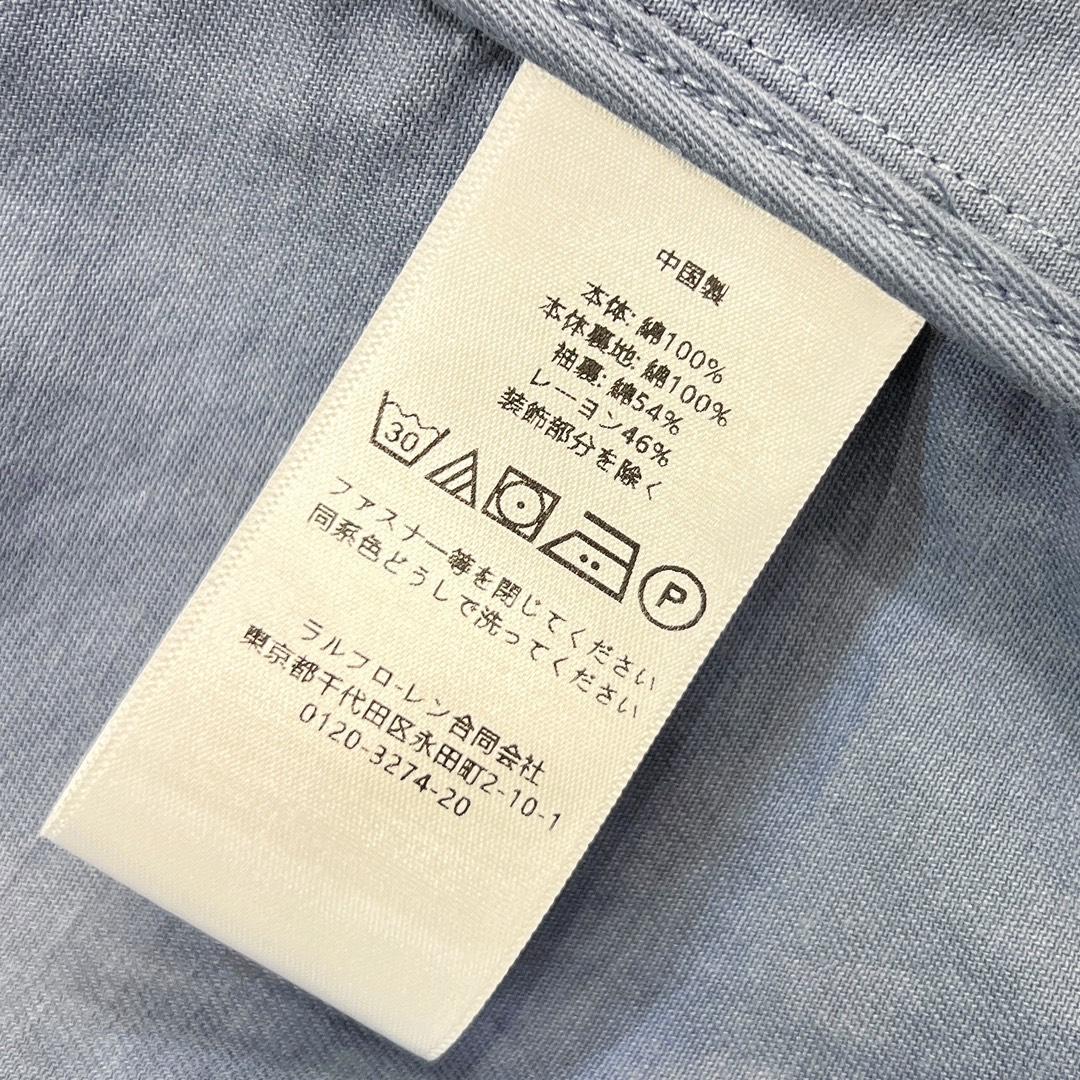 中国製
本体: 綿100%
本体裏地: 綿100%
袖裏: 綿54%
レーヨン46%
装飾部分を除く
30
P
ファスナー等を閉じてください
同系色どうしで洗ってください
ラルフローレン合同会社
東京都千代田区永田町2-10-1
0120-3274-20